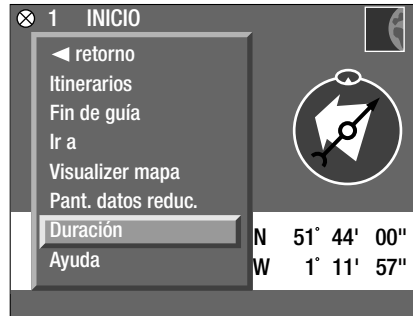 1 INICIO
◄ retorno
Itinerarios
Fin de guía
Ir a
Visualizer mapa
Pant. datos reduc.
Duración
Ayuda
N 51° 44' 00"
W 1° 11' 57"